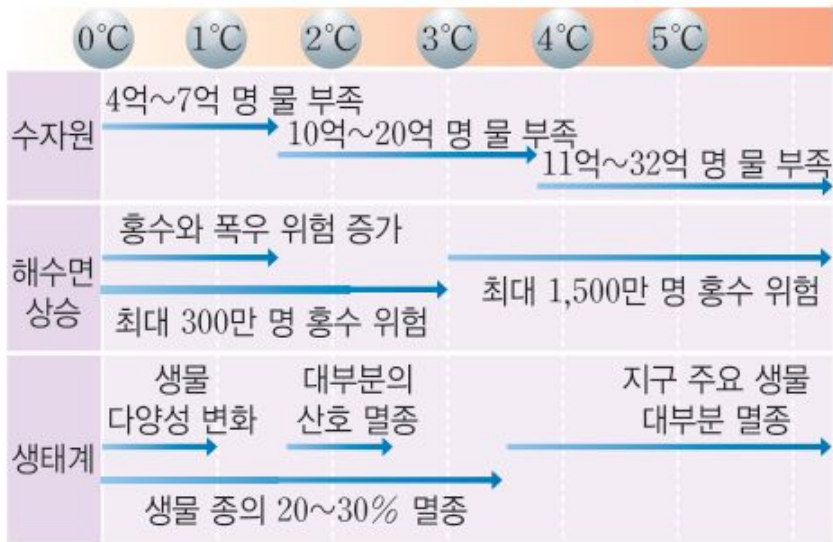 0℃ 1℃ 2℃ 3℃ 4℃ 5℃
수자원
4억~7억 명 물 부족
10억~20억 명 물 부족
11억~32억 명 물 부족
해수면
상승
홍수와 폭우 위험 증가
최대 300만 명 홍수 위험
최대 1,500만 명 홍수 위험
생태계
생물
다양성 변화
대부분의
산호 멸종
지구 주요 생물
대부분 멸종
생물 종의 20~30% 멸종